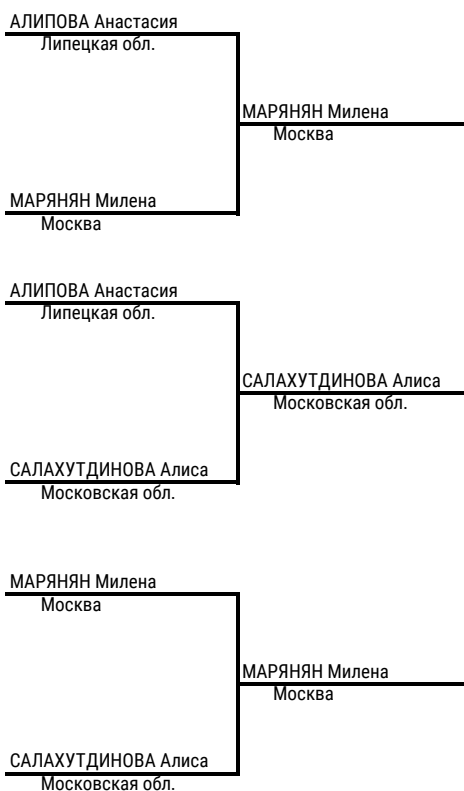 АЛИПОВА Анастасия
Липецкая обл.
МАРЯНЯН Милена
Москва
МАРЯНЯН Милена
Москва
АЛИПОВА Анастасия
Липецкая обл.
САЛАХУТДИНОВА Алиса
Московская обл.
САЛАХУТДИНОВА Алиса
Московская обл.
МАРЯНЯН Милена
Москва
МАРЯНЯН Милена
Москва
САЛАХУТДИНОВА Алиса
Московская обл.